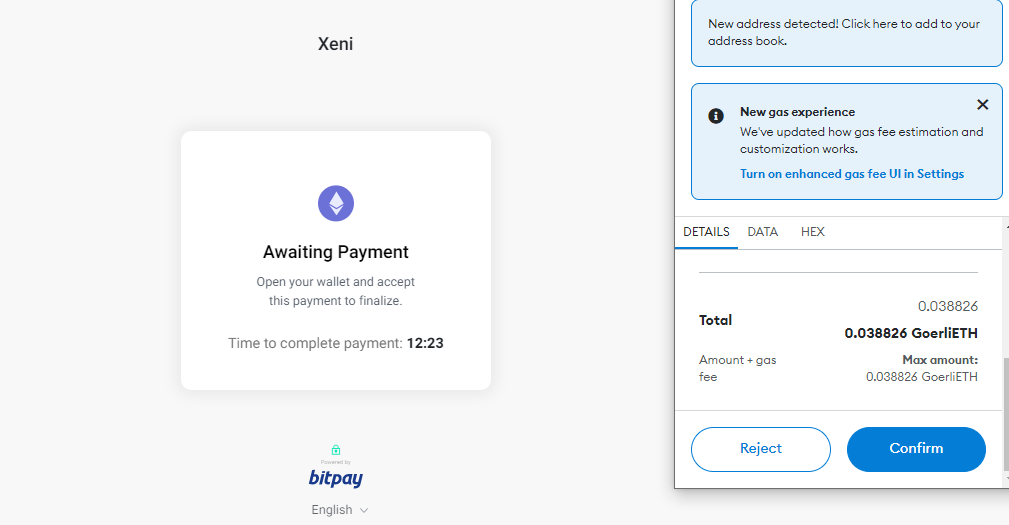 Xeni
Awaiting Payment
Open your wallet and accept
this payment to finalize.
Time to complete payment: 12:23
Powered by
bitpay
English
New address detected! Click here to add to your
address book.
New gas experience
We've updated how gas fee estimation and
customization works.
Turn on enhanced gas fee UI in Settings
DETAILS DATA HEX
0.038826
Total
0.038826 GoerliETH
Amount + gas
fee
Max amount:
0.038826 GoerliETH
Reject Confirm